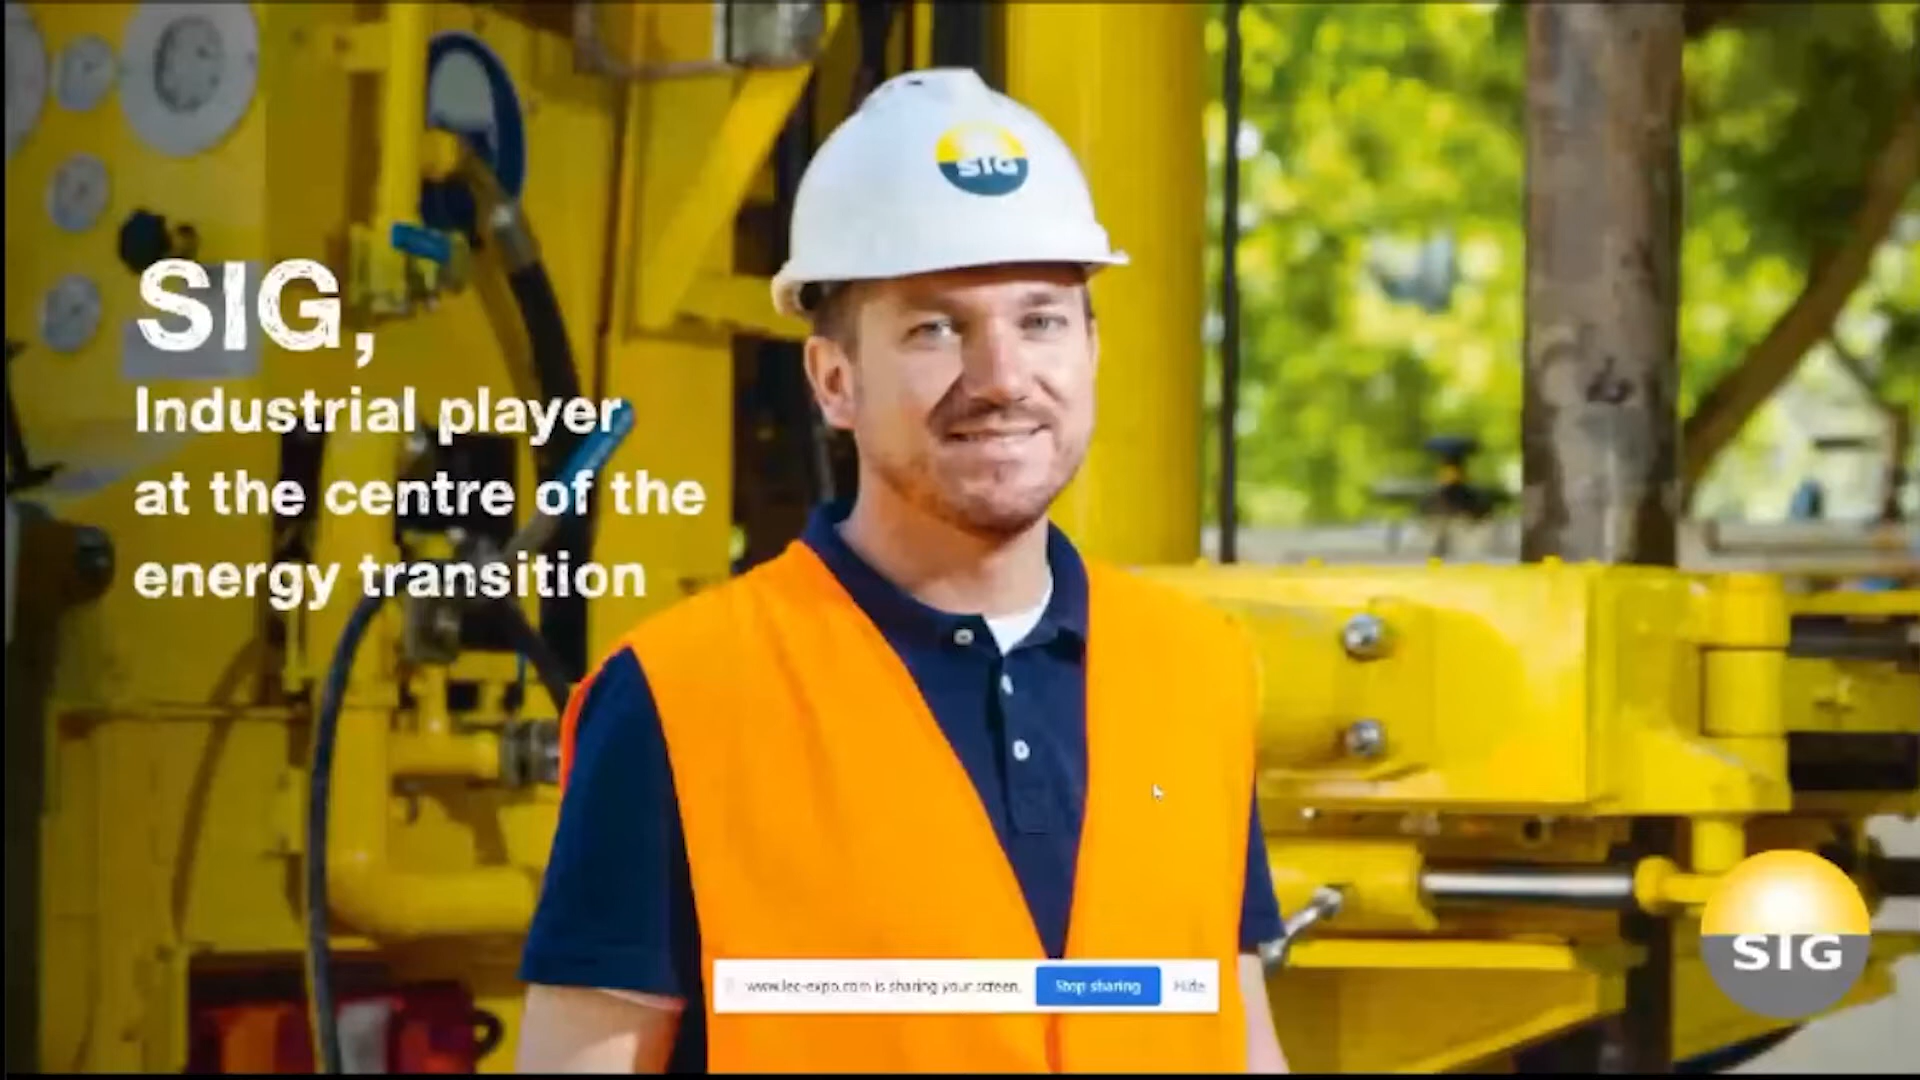 SIG
SIG,
Industrial player
at the centre of the
energy transition
SIG
www.lec-expo.com is sharing your screen. Stop sharing Hide